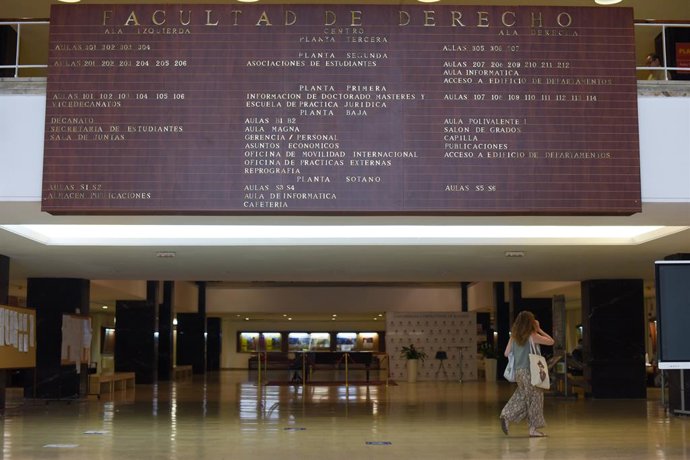 FACULTAD DE DERECHO
ALA IZQUIERDA CENTRO ALA DERECHA
PLANTA TERCERA
AULAS 301 302 303 304 AULAS 305 306 307
PLANTA SEGUNDA
AULAS 201 202 203 204 205 206 ASOCIACIONES DE ESTUDIANTES AULAS 207 208 209 210 211 212
AULA INFORMATICA
ACCESO A EDIFICIO DE DEPARTAMENTOS
PLANTA PRIMERA
AULAS 101 102 103 104 105 106 INFORMACION DE DOCTORADO MASTERES Y AULAS 107 108 109 110 111 112 113 114
VICEDECANATOS ESCUELA DE PRACTICA JURIDICA
PLANTA BAJA
DECANATO AULAS B1 B2 AULA POLIVALENTE 1
SECRETARIA DE ESTUDIANTES AULA MAGNA SALON DE GRADOS
SALA DE JUNTAS GERENCIA / PERSONAL CAPILLA
ASUNTOS ECONOMICOS PUBLICACIONES
OFICINA DE MOVILIDAD INTERNACIONAL ACCESO A EDIFICIO DE DEPARTAMENTOS
OFICINA DE PRACTICAS EXTERNAS
REPROGRAFIA
PLANTA SOTANO
AULAS S1 S2 AULAS S3 S4 AULAS S5 S6
ALMACEN PUBLICACIONES AULA DE INFORMATICA
CAFETERIA